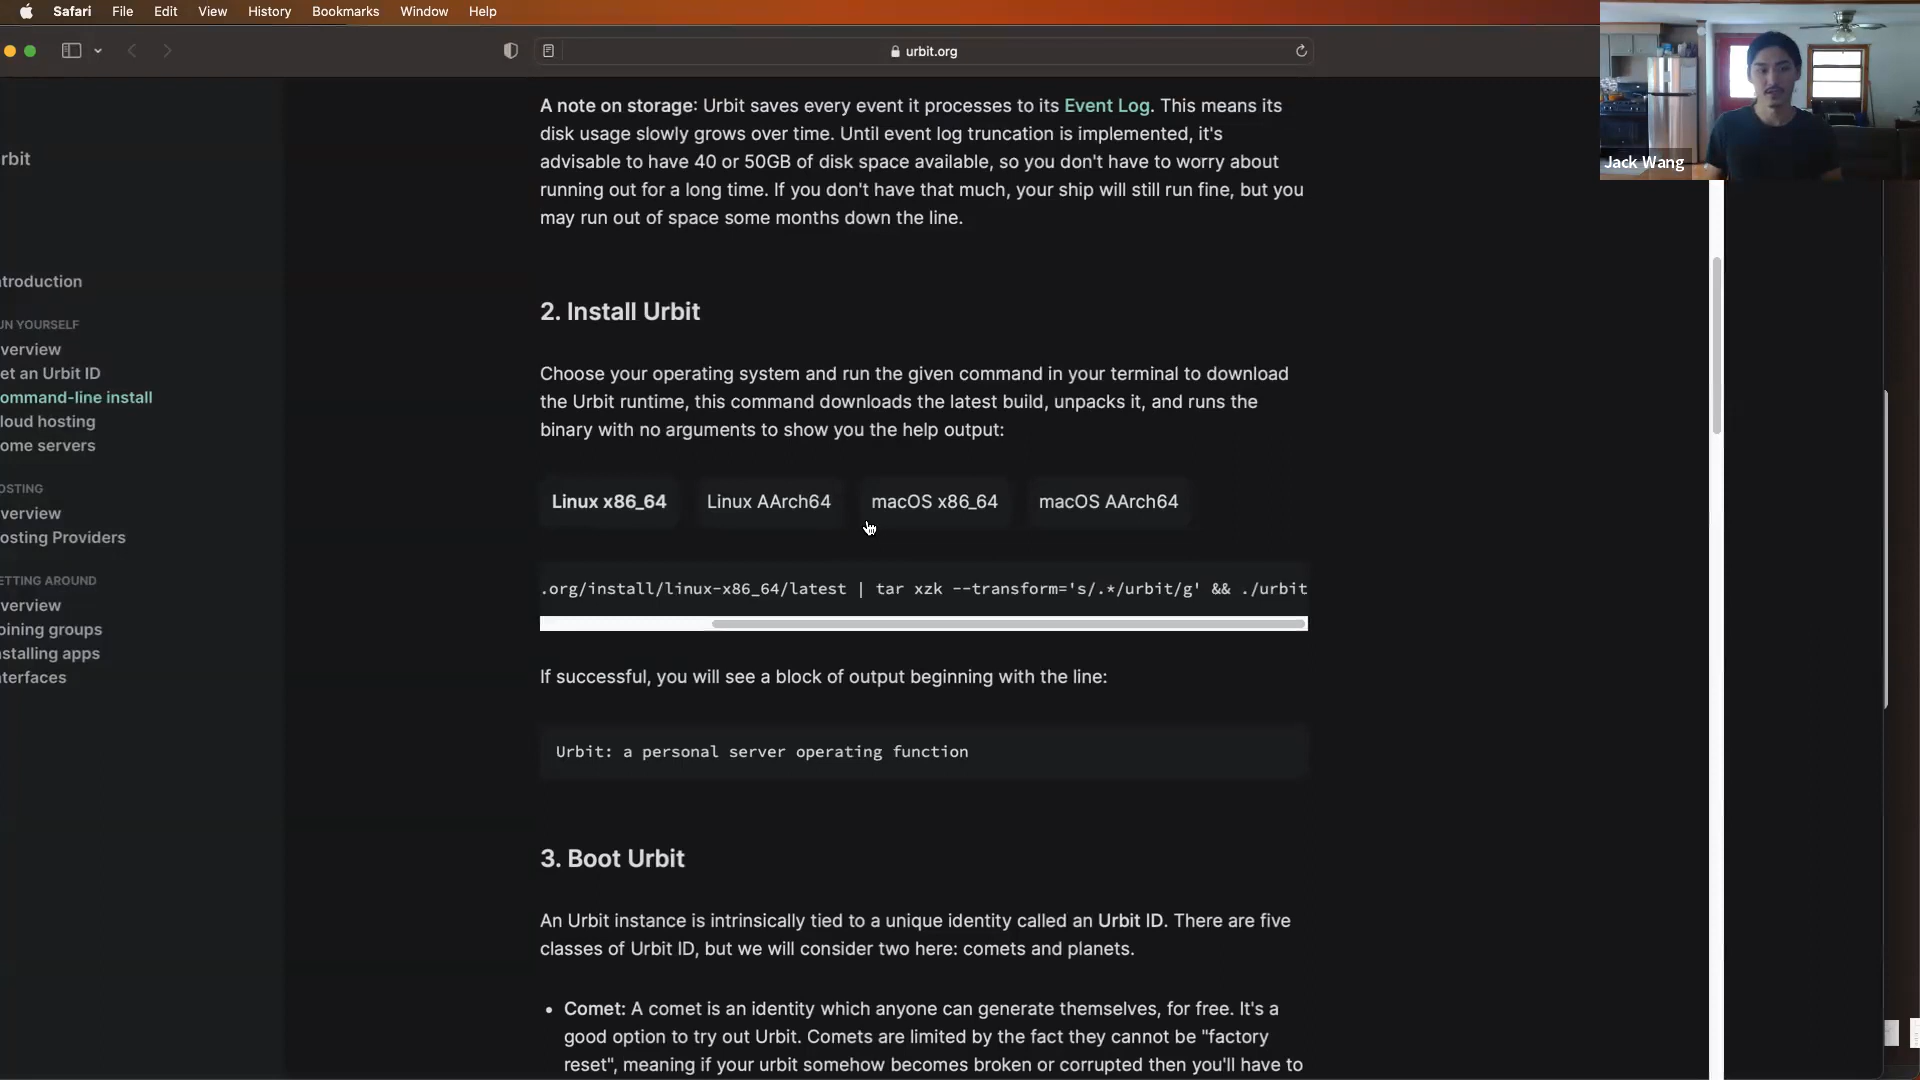 Safari File Edit View History Bookmarks Window Help
urbit.org
Jack Wang
rbit
ntroduction
UN YOURSELF
verview
et an Urbit ID
ommand-line install
loud hosting
ome servers
OSTING
verview
osting Providers
ETTING AROUND
verview
oining groups
nstalling apps
nterfaces
A note on storage: Urbit saves every event it processes to its Event Log. This means its
disk usage slowly grows over time. Until event log truncation is implemented, it's
advisable to have 40 or 50GB of disk space available, so you don't have to worry about
running out for a long time. If you don't have that much, your ship will still run fine, but you
may run out of space some months down the line.
2. Install Urbit
Choose your operating system and run the given command in your terminal to download
the Urbit runtime, this command downloads the latest build, unpacks it, and runs the
binary with no arguments to show you the help output:
Linux x86_64 Linux AArch64 macOS x86_64 macOS AArch64
.org/install/linux-x86_64/latest | tar xzk --transform='s/.*/urbit/g' && ./urbit
If successful, you will see a block of output beginning with the line:
Urbit: a personal server operating function
3. Boot Urbit
An Urbit instance is intrinsically tied to a unique identity called an Urbit ID. There are five
classes of Urbit ID, but we will consider two here: comets and planets.
• Comet: A comet is an identity which anyone can generate themselves, for free. It's a
good option to try out Urbit. Comets are limited by the fact they cannot be "factory
reset", meaning if your urbit somehow becomes broken or corrupted then you'll have to